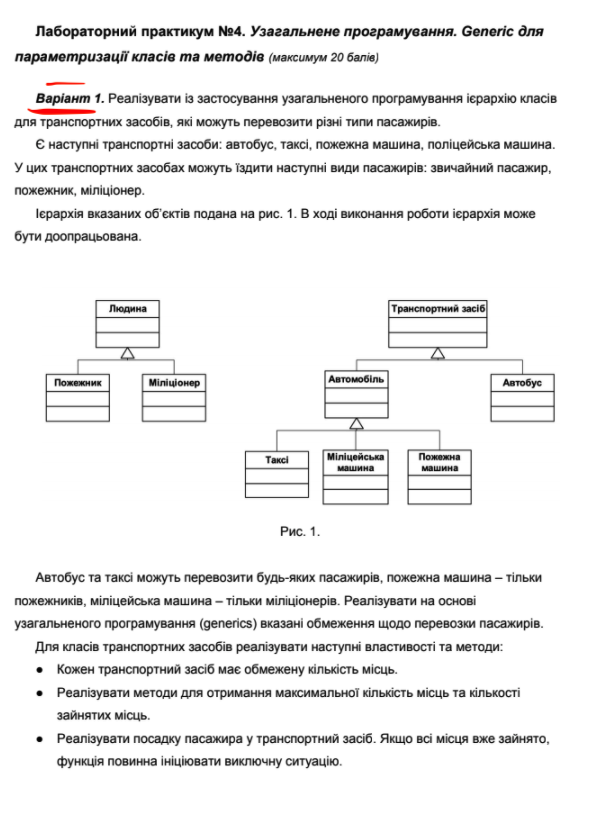 Лабораторний практикум №4. Узагальнене програмування. Generic для
параметризації класів та методів (максимум 20 балів)
Варіант 1. Реалізувати із застосування узагальненого програмування ієрархію класів
для транспортних засобів, які можуть перевозити різні типи пасажирів.
Є наступні транспортні засоби: автобус, таксі, пожежна машина, поліцейська машина.
У цих транспортних засобах можуть їздити наступні види пасажирів: звичайний пасажир,
пожежник, міліціонер.
Ієрархія вказаних об’єктів подана на рис. 1. В ході виконання роботи ієрархія може
бути доопрацьована.
Людина
Транспортний засіб
Пожежник
Міліціонер
Автомобіль
Автобус
Таксі
Міліцейська
машина
Пожежна
машина
Рис. 1.
Автобус та таксі можуть перевозити будь-яких пасажирів, пожежна машина – тільки
пожежників, міліцейська машина – тільки міліціонерів. Реалізувати на основі
узагальненого програмування (generics) вказані обмеження щодо перевозки пасажирів.
Для класів транспортних засобів реалізувати наступні властивості та методи:
● Кожен транспортний засіб має обмежену кількість місць.
● Реалізувати методи для отримання максимальної кількість місць та кількості
зайнятих місць.
● Реалізувати посадку пасажира у транспортний засіб. Якщо всі місця вже зайнято,
функція повинна ініціювати виключну ситуацію.